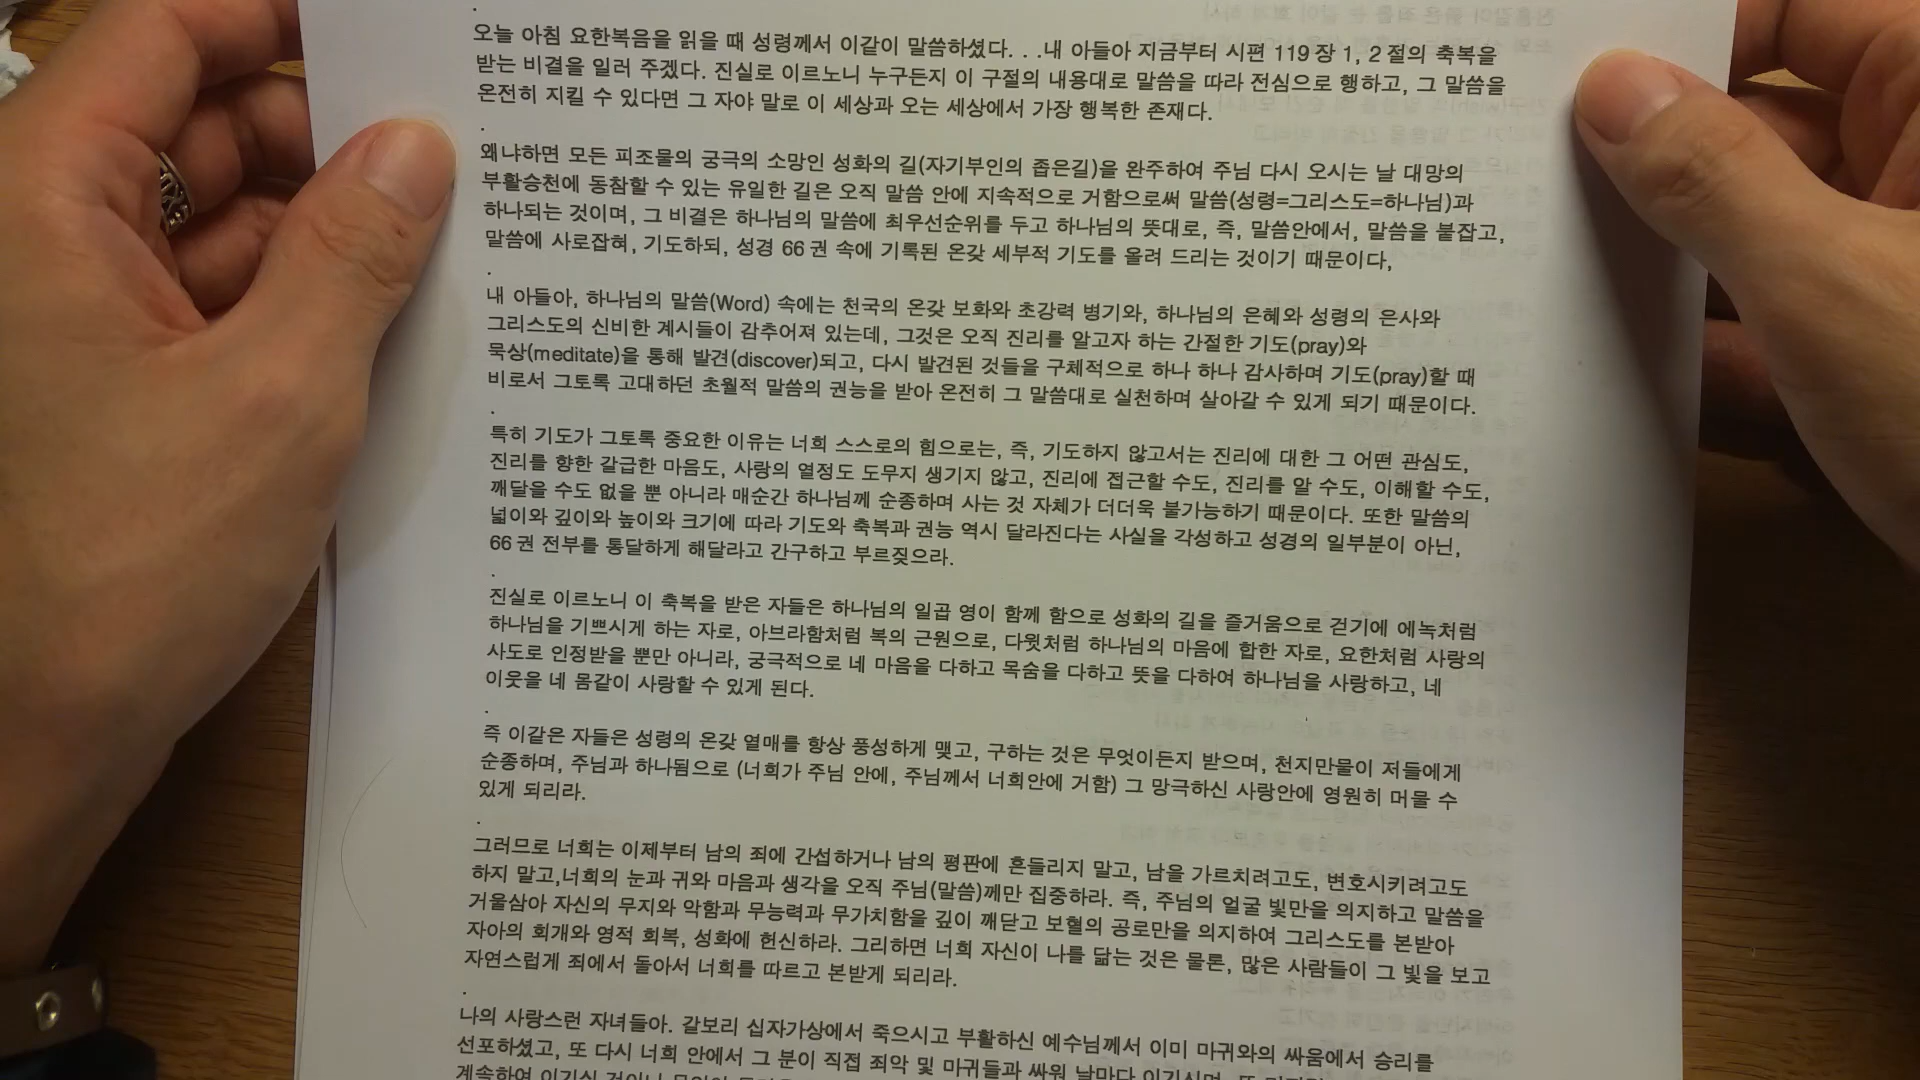 .
오늘 아침 요한복음을 읽을 때 성령께서 이같이 말씀하셨다. . .내 아들아 지금부터 시편 119 장 1, 2 절의 축복을
받는 비결을 일러 주겠다. 진실로 이르노니 누구든지 이 구절의 내용대로 말씀을 따라 전심으로 행하고, 그 말씀을
온전히 지킬 수 있다면 그 자야 말로 이 세상과 오는 세상에서 가장 행복한 존재다.
.
왜냐하면 모든 피조물의 궁극의 소망인 성화의 길(자기부인의 좁은길)을 완주하여 주님 다시 오시는 날 대망의
부활승천에 동참할 수 있는 유일한 길은 오직 말씀 안에 지속적으로 거함으로써 말씀(성령=그리스도=하나님)과
하나되는 것이며, 그 비결은 하나님의 말씀에 최우선순위를 두고 하나님의 뜻대로, 즉, 말씀안에서, 말씀을 붙잡고,
말씀에 사로잡혀, 기도하되, 성경 66 권 속에 기록된 온갖 세부적 기도를 올려 드리는 것이기 때문이다,
.
내 아들아, 하나님의 말씀(Word) 속에는 천국의 온갖 보화와 초강력 병기와, 하나님의 은혜와 성령의 은사와
그리스도의 신비한 계시들이 감추어져 있는데, 그것은 오직 진리를 알고자 하는 간절한 기도(pray)와
묵상(meditate)을 통해 발견(discover)되고, 다시 발견된 것들을 구체적으로 하나 하나 감사하며 기도(pray)할 때
비로서 그토록 고대하던 초월적 말씀의 권능을 받아 온전히 그 말씀대로 실천하며 살아갈 수 있게 되기 때문이다.
.
특히 기도가 그토록 중요한 이유는 너희 스스로의 힘으로는, 즉, 기도하지 않고서는 진리에 대한 그 어떤 관심도,
진리를 향한 갈급한 마음도, 사랑의 열정도 도무지 생기지 않고, 진리에 접근할 수도, 진리를 알 수도, 이해할 수도,
깨달을 수도 없을 뿐 아니라 매순간 하나님께 순종하며 사는 것 자체가 더더욱 불가능하기 때문이다. 또한 말씀의
넓이와 깊이와 높이와 크기에 따라 기도와 축복과 권능 역시 달라진다는 사실을 각성하고 성경의 일부분이 아닌,
66 권 전부를 통달하게 해달라고 간구하고 부르짖으라.
.
진실로 이르노니 이 축복을 받은 자들은 하나님의 일곱 영이 함께 함으로 성화의 길을 즐거움으로 걷기에 에녹처럼
하나님을 기쁘시게 하는 자로, 아브라함처럼 복의 근원으로, 다윗처럼 하나님의 마음에 합한 자로, 요한처럼 사랑의
사도로 인정받을 뿐만 아니라, 궁극적으로 네 마음을 다하고 목숨을 다하고 뜻을 다하여 하나님을 사랑하고, 네
이웃을 네 몸같이 사랑할 수 있게 된다.
.
즉 이같은 자들은 성령의 온갖 열매를 항상 풍성하게 맺고, 구하는 것은 무엇이든지 받으며, 천지만물이 저들에게
순종하며, 주님과 하나됨으로 (너희가 주님 안에, 주님께서 너희안에 거함) 그 망극하신 사랑안에 영원히 머물 수
있게 되리라.
.
그러므로 너희는 이제부터 남의 죄에 간섭하거나 남의 평판에 흔들리지 말고, 남을 가르치려고도, 변호시키려고도
하지 말고,너희의 눈과 귀와 마음과 생각을 오직 주님(말씀)께만 집중하라. 즉, 주님의 얼굴 빛만을 의지하고 말씀을
거울삼아 자신의 무지와 악함과 무능력과 무가치함을 깊이 깨닫고 보혈의 공로만을 의지하여 그리스도를 본받아
자아의 회개와 영적 회복, 성화에 헌신하라. 그리하면 너희 자신이 나를 닮는 것은 물론, 많은 사람들이 그 빛을 보고
자연스럽게 죄에서 돌아서 너희를 따르고 본받게 되리라.
.
나의 사랑스런 자녀들아. 갈보리 십자가상에서 죽으시고 부활하신 예수님께서 이미 마귀와의 싸움에서 승리를
선포하셨고, 또 다시 너희 안에서 그 분이 직접 죄악 및 마귀들과 싸워 날마다 이기시며, 또
계속하여